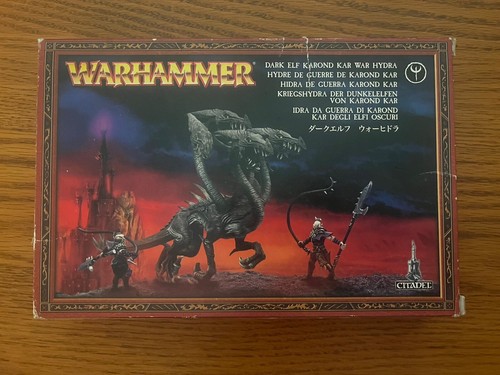 WARHAMMER
DARK ELF KAROND KAR WAR HYDRA
HYDRE DE GUERRE DE KAROND KAR
HIDRA DE GUERRA KAROND KAR
KRIEGSHYDRA DER DUNKELELFEN
VON KAROND KAR
IDRA DA GUERRA DI KAROND
KAR DEGLI ELFI OSCURI
ダークエルフ ウォーヒドラ
CITADEL